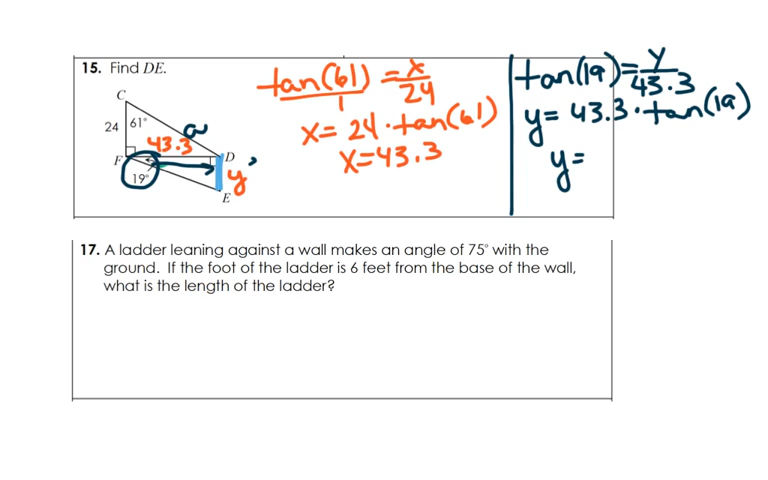 15. Find DE.
C
24
61°
a
43.3
F
D
y
19°
E
tan(61) = x/24
1
x = 24 · tan(61)
x = 43.3
tan(19) = y/43.3
y = 43.3 · tan(19)
y =
17. A ladder leaning against a wall makes an angle of 75° with the
ground. If the foot of the ladder is 6 feet from the base of the wall,
what is the length of the ladder?